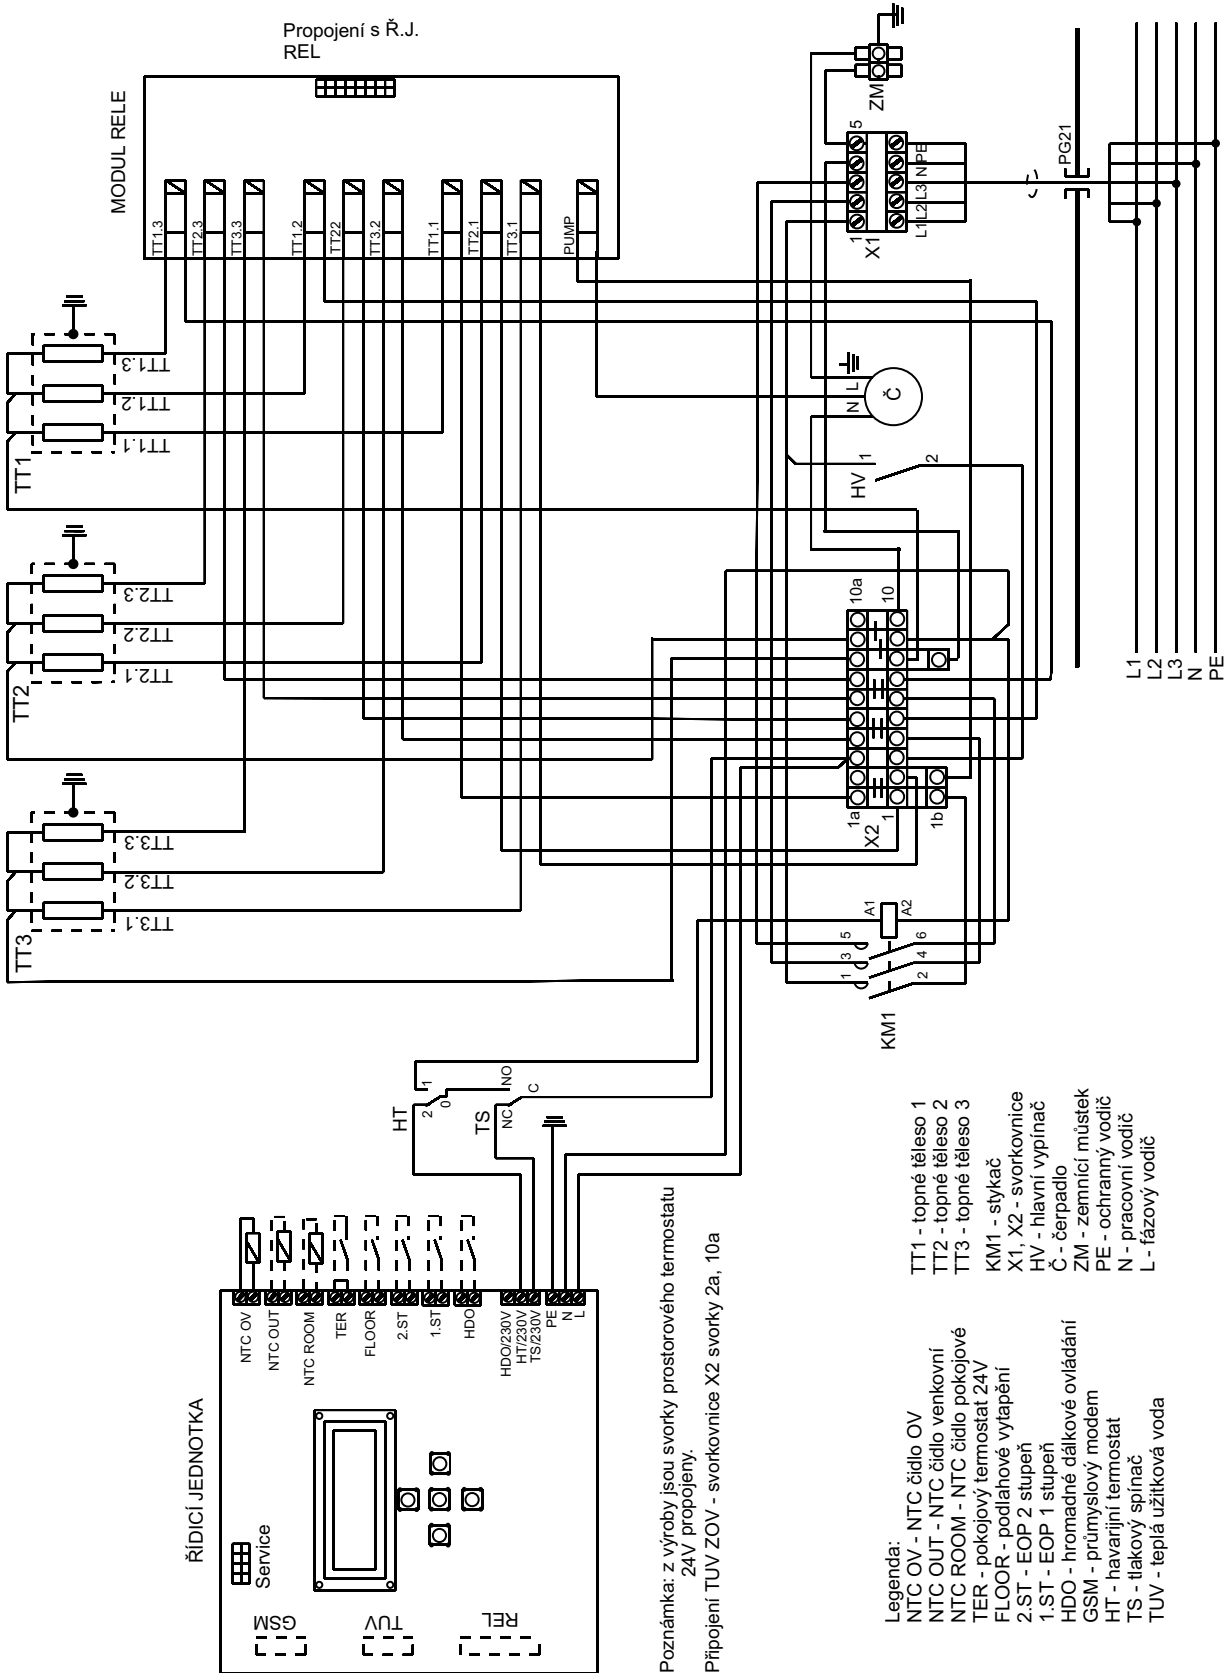 Propojení s Ř.J.
REL
MODUL RELE
TT1.3
TT2.3
TT3.3
TT1.2
TT22
TT3.2
TT1.1
TT2.1
TT3.1
PUMP
TT1
TT1.3
TT1.2
TT1.1
TT2
TT2.3
TT2.2
TT2.1
TT3
TT3.3
TT3.2
TT3.1
ZM
1
5
X1
L1
L2
L3
N
PE
PG21
L1
L2
L3
N
PE
N
L
Č
HV
1
2
10a
10
1a
1
1b
X2
KM1
1
3
5
2
4
6
A1
A2
HT
1
2
0
TS
NO
NC
C
ŘÍDICÍ JEDNOTKA
Service
GSM
TUV
REL
NTC OV
NTC OUT
NTC ROOM
TER
FLOOR
2.ST
1.ST
HDO
HDO/230V
HT/230V
TS/230V
PE
N
L
Poznámka: z výroby jsou svorky prostorového termostatu
24V propojeny.
Připojení TUV ZOV - svorkovnice X2 svorky 2a, 10a
Legenda:
NTC OV - NTC čidlo OV
NTC OUT - NTC čidlo venkovní
NTC ROOM - NTC čidlo pokojové
TER - pokojový termostat 24V
FLOOR - podlahové vytapění
2.ST - EOP 2 stupeň
1.ST - EOP 1 stupeň
HDO - hromadné dálkové ovládání
GSM - průmyslový modem
HT - havarijní termostat
TS - tlakový spínač
TUV - teplá užitková voda
TT1 - topné těleso 1
TT2 - topné těleso 2
TT3 - topné těleso 3
KM1 - stykač
X1, X2 - svorkovnice
HV - hlavní vypínač
Č - čerpadlo
ZM - zemnící můstek
PE - ochranný vodič
N - pracovní vodič
L - fázový vodič